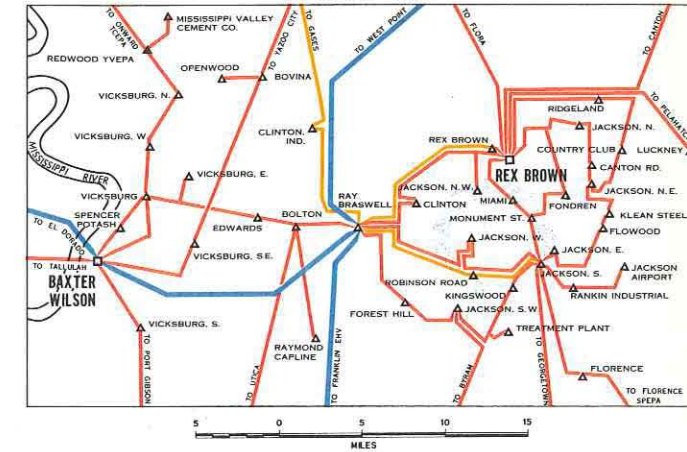 TO ONWARD
TCEPA
MISSISSIPPI VALLEY
CEMENT CO.
TO YAZOO CITY
TO GASES
TO WEST POINT
TO FLORA
TO CANTON
REDWOOD YVEPA
OPENWOOD
BOVINA
VICKSBURG, N.
RIDGELAND
TO PELAHATCHIE
CLINTON,
IND.
JACKSON, N.
VICKSBURG, W.
REX BROWN
COUNTRY CLUB
LUCKNEY
MISSISSIPPI RIVER
REX BROWN
CANTON RD.
VICKSBURG, E.
JACKSON, N.W.
JACKSON, N.E.
VICKSBURG
RAY
BRASWELL
CLINTON
MIAMI
FONDREN
SPENCER
POTASH
EDWARDS
BOLTON
MONUMENT ST.
KLEAN STEEL
FLOWOOD
TO EL DORADO
JACKSON, W.
JACKSON, E.
VICKSBURG, S.E.
TO TALLULAH
BAXTER
WILSON
ROBINSON ROAD
JACKSON, S.
JACKSON
AIRPORT
KINGSWOOD
RANKIN INDUSTRIAL
FOREST HILL
JACKSON, S.W.
VICKSBURG, S.
RAYMOND
CAPLINE
TREATMENT PLANT
TO PORT GIBSON
TO UTICA
TO FRANKLIN EHV
TO BYRAM
TO GEORGETOWN
FLORENCE
TO FLORENCE
SPEPA
5 0 5 10 15
MILES